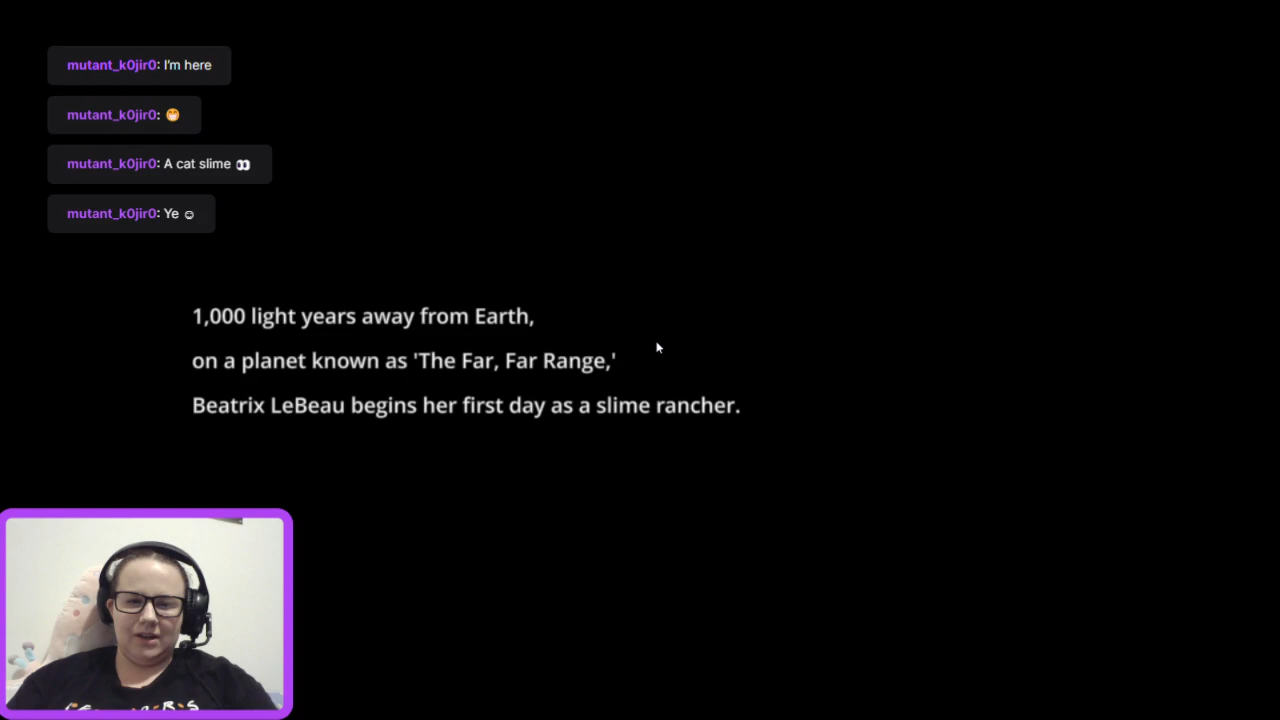 mutant_k0jir0: I'm here
mutant_k0jir0: 😁
mutant_k0jir0: A cat slime 👀
mutant_k0jir0: Ye ☺
1,000 light years away from Earth,
on a planet known as 'The Far, Far Range,'
Beatrix LeBeau begins her first day as a slime rancher.